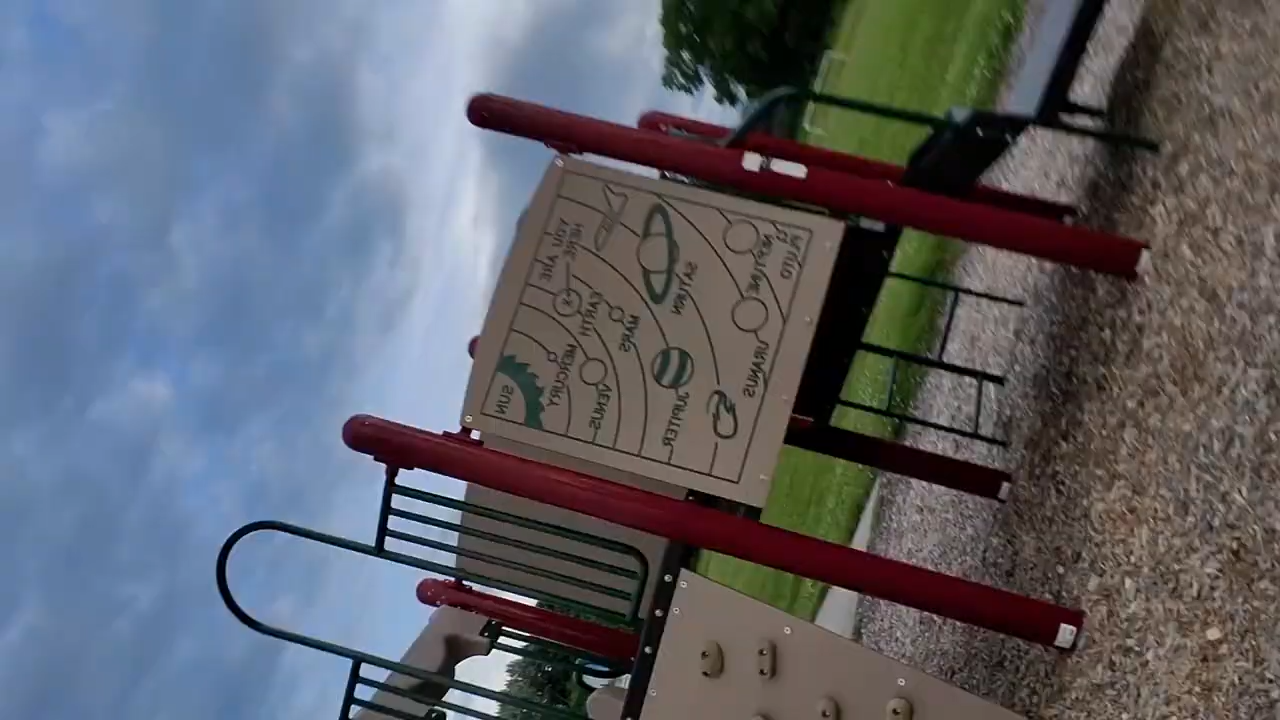 PLUTO
NEPTUNE
URANUS
SATURN
JUPITER
MARS
YOU ARE
HERE
X
EARTH
VENUS
MERCURY
SUN